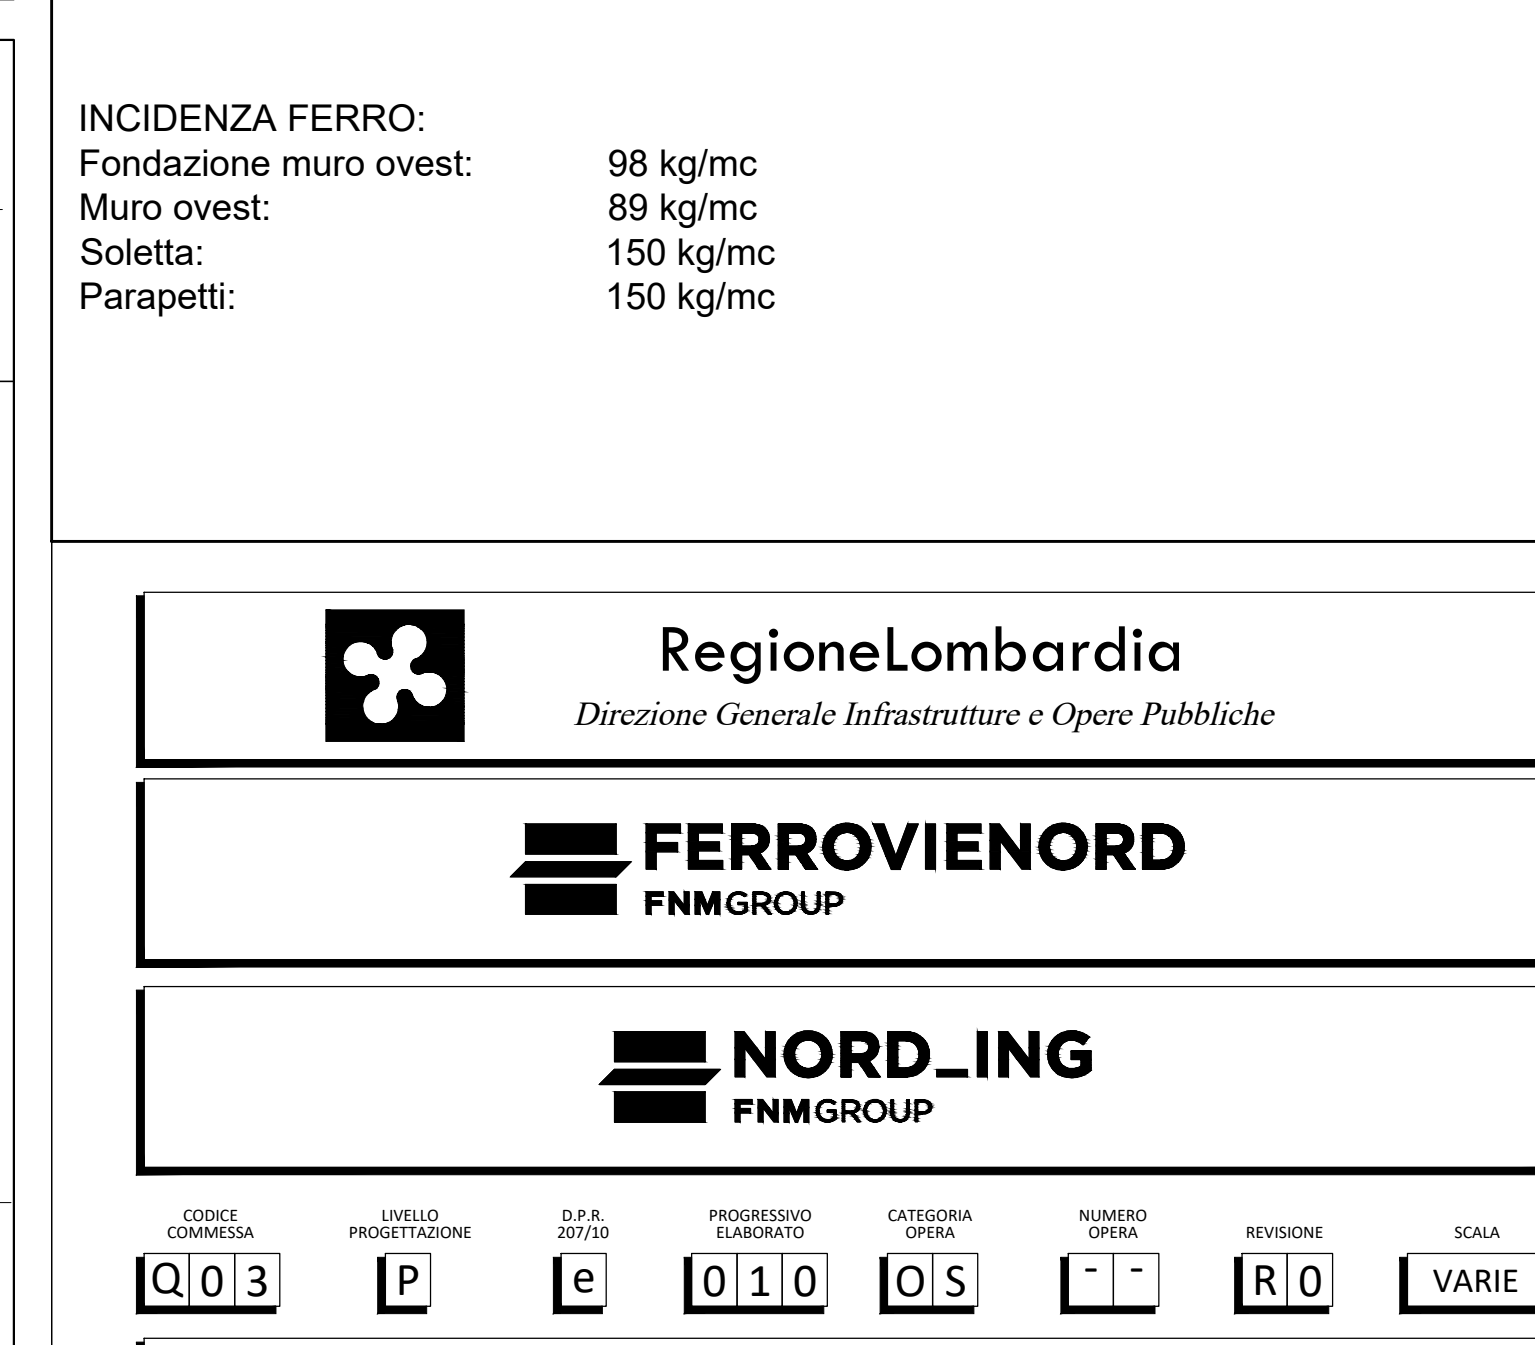 INCIDENZA FERRO:
Fondazione muro ovest: 98 kg/mc
Muro ovest: 89 kg/mc
Soletta: 150 kg/mc
Parapetti: 150 kg/mc
RegioneLombardia
Direzione Generale Infrastrutture e Opere Pubbliche
FERROVIENORD
FNMGROUP
NORD_ING
FNMGROUP
CODICE LIVELLO D.P.R. PROGRESSIVO CATEGORIA NUMERO
COMMESSA PROGETTAZIONE 207/10 ELABORATO OPERA OPERA REVISIONE SCALA
Q03 P e 010 OS -- R0 VARIE